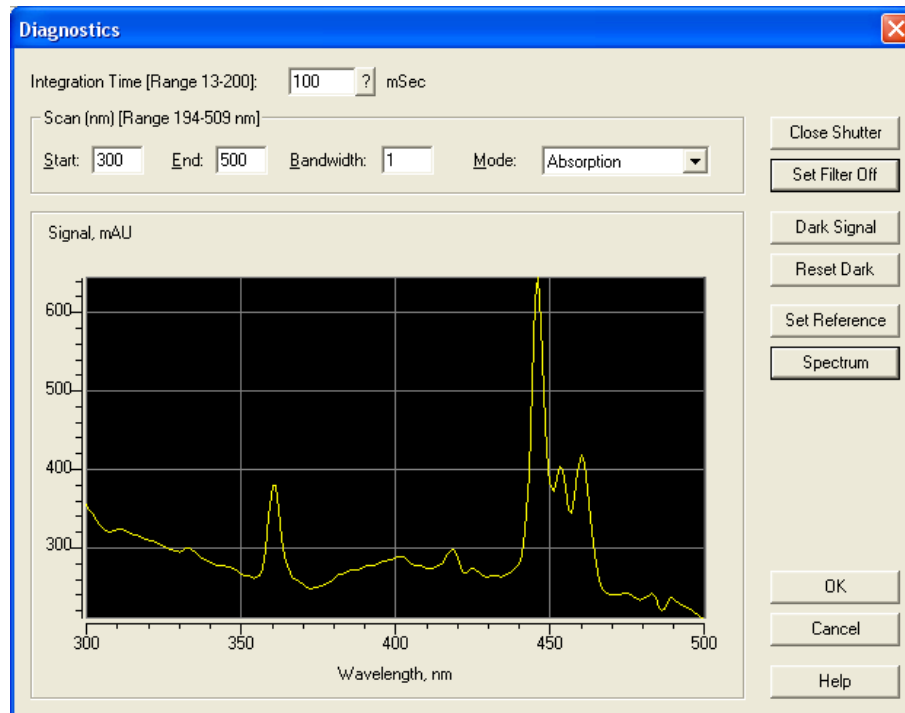 Diagnostics
Integration Time [Range 13-200]: 100 ? mSec
Scan (nm) [Range 194-509 nm]
Start: 300 End: 500 Bandwidth: 1 Mode: Absorption
Close Shutter
Set Filter Off
Dark Signal
Reset Dark
Set Reference
Spectrum
Signal, mAU
600
500
400
300
300 350 400 450 500
Wavelength, nm
OK
Cancel
Help